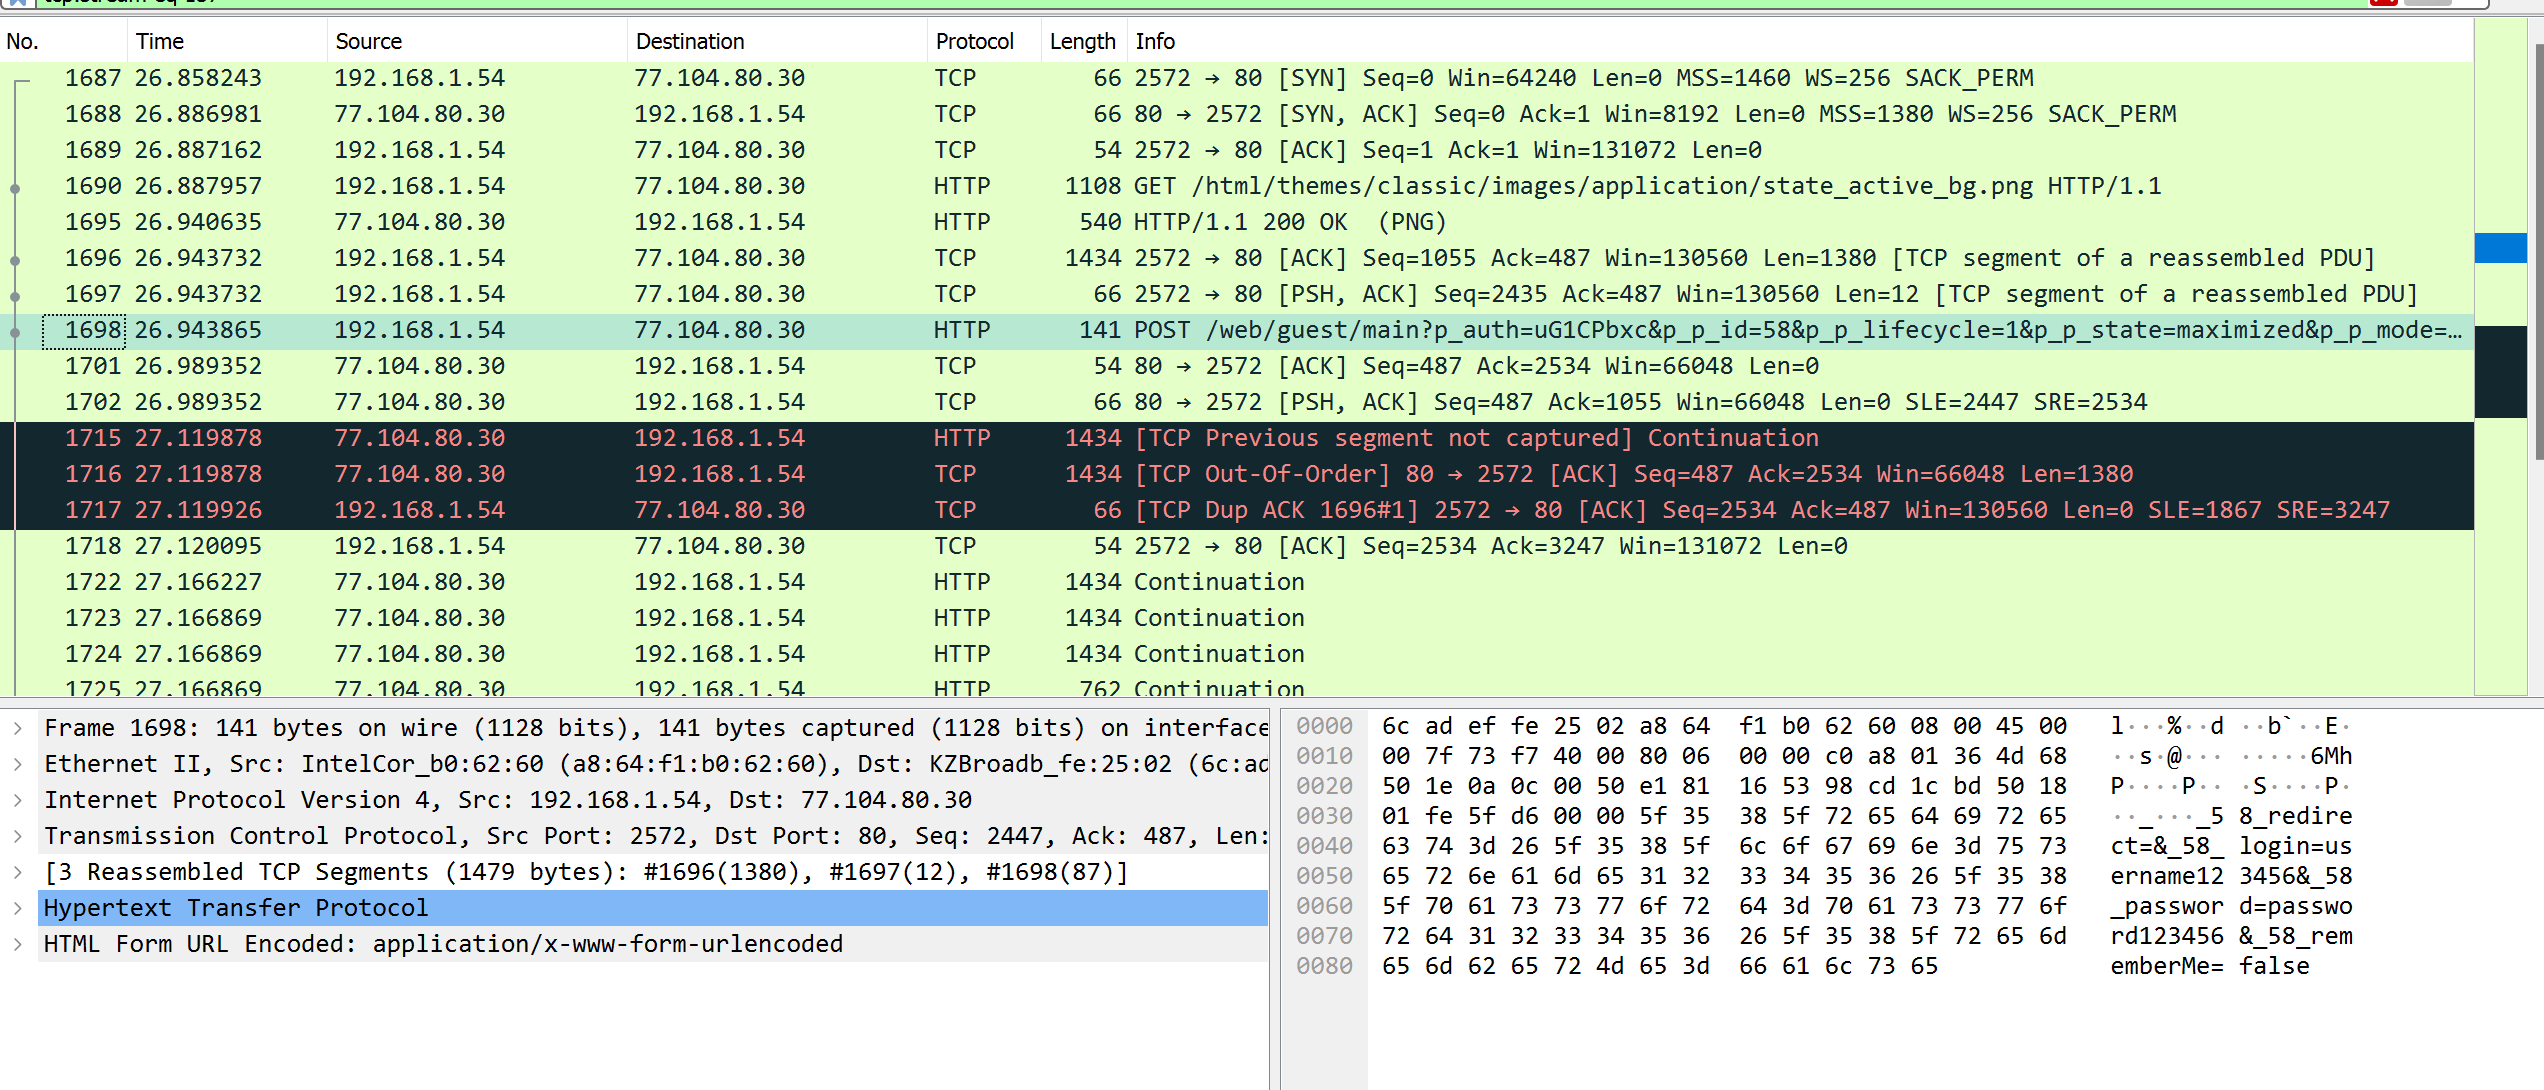 No. Time Source Destination Protocol Length Info
1687 26.858243 192.168.1.54 77.104.80.30 TCP 66 2572 → 80 [SYN] Seq=0 Win=64240 Len=0 MSS=1460 WS=256 SACK_PERM
1688 26.886981 77.104.80.30 192.168.1.54 TCP 66 80 → 2572 [SYN, ACK] Seq=0 Ack=1 Win=8192 Len=0 MSS=1380 WS=256 SACK_PERM
1689 26.887162 192.168.1.54 77.104.80.30 TCP 54 2572 → 80 [ACK] Seq=1 Ack=1 Win=131072 Len=0
1690 26.887957 192.168.1.54 77.104.80.30 HTTP 1108 GET /html/themes/classic/images/application/state_active_bg.png HTTP/1.1
1695 26.940635 77.104.80.30 192.168.1.54 HTTP 540 HTTP/1.1 200 OK (PNG)
1696 26.943732 192.168.1.54 77.104.80.30 TCP 1434 2572 → 80 [ACK] Seq=1055 Ack=487 Win=130560 Len=1380 [TCP segment of a reassembled PDU]
1697 26.943732 192.168.1.54 77.104.80.30 TCP 66 2572 → 80 [PSH, ACK] Seq=2435 Ack=487 Win=130560 Len=12 [TCP segment of a reassembled PDU]
1698 26.943865 192.168.1.54 77.104.80.30 HTTP 141 POST /web/guest/main?p_auth=uG1CPbxc&p_p_id=58&p_p_lifecycle=1&p_p_state=maximized&p_p_mode=…
1701 26.989352 77.104.80.30 192.168.1.54 TCP 54 80 → 2572 [ACK] Seq=487 Ack=2534 Win=66048 Len=0
1702 26.989352 77.104.80.30 192.168.1.54 TCP 66 80 → 2572 [PSH, ACK] Seq=487 Ack=1055 Win=66048 Len=0 SLE=2447 SRE=2534
1715 27.119878 77.104.80.30 192.168.1.54 HTTP 1434 [TCP Previous segment not captured] Continuation
1716 27.119878 77.104.80.30 192.168.1.54 TCP 1434 [TCP Out-Of-Order] 80 → 2572 [ACK] Seq=487 Ack=2534 Win=66048 Len=1380
1717 27.119926 192.168.1.54 77.104.80.30 TCP 66 [TCP Dup ACK 1696#1] 2572 → 80 [ACK] Seq=2534 Ack=487 Win=130560 Len=0 SLE=1867 SRE=3247
1718 27.120095 192.168.1.54 77.104.80.30 TCP 54 2572 → 80 [ACK] Seq=2534 Ack=3247 Win=131072 Len=0
1722 27.166227 77.104.80.30 192.168.1.54 HTTP 1434 Continuation
1723 27.166869 77.104.80.30 192.168.1.54 HTTP 1434 Continuation
1724 27.166869 77.104.80.30 192.168.1.54 HTTP 1434 Continuation
1725 27.166869 77.104.80.30 192.168.1.54 HTTP 762 Continuation
Frame 1698: 141 bytes on wire (1128 bits), 141 bytes captured (1128 bits) on interface
Ethernet II, Src: IntelCor_b0:62:60 (a8:64:f1:b0:62:60), Dst: KZBroadb_fe:25:02 (6c:ad
Internet Protocol Version 4, Src: 192.168.1.54, Dst: 77.104.80.30
Transmission Control Protocol, Src Port: 2572, Dst Port: 80, Seq: 2447, Ack: 487, Len:
[3 Reassembled TCP Segments (1479 bytes): #1696(1380), #1697(12), #1698(87)]
Hypertext Transfer Protocol
HTML Form URL Encoded: application/x-www-form-urlencoded
0000 6c ad ef fe 25 02 a8 64 f1 b0 62 60 08 00 45 00 l···%··d ··b`··E·
0010 00 7f 73 f7 40 00 80 06 00 00 c0 a8 01 36 4d 68 ··s·@··· ·····6Mh
0020 50 1e 0a 0c 00 50 e1 81 16 53 98 cd 1c bd 50 18 P····P·· ·S····P·
0030 01 fe 5f d6 00 00 5f 35 38 5f 72 65 64 69 72 65 ··_···_5 8_redire
0040 63 74 3d 26 5f 35 38 5f 6c 6f 67 69 6e 3d 75 73 ct=&_58_ login=us
0050 65 72 6e 61 6d 65 31 32 33 34 35 36 26 5f 35 38 ername12 3456&_58
0060 5f 70 61 73 73 77 6f 72 64 3d 70 61 73 73 77 6f _passwor d=passwo
0070 72 64 31 32 33 34 35 36 26 5f 35 38 5f 72 65 6d rd123456 &_58_rem
0080 65 6d 62 65 72 4d 65 3d 66 61 6c 73 65 emberMe= false